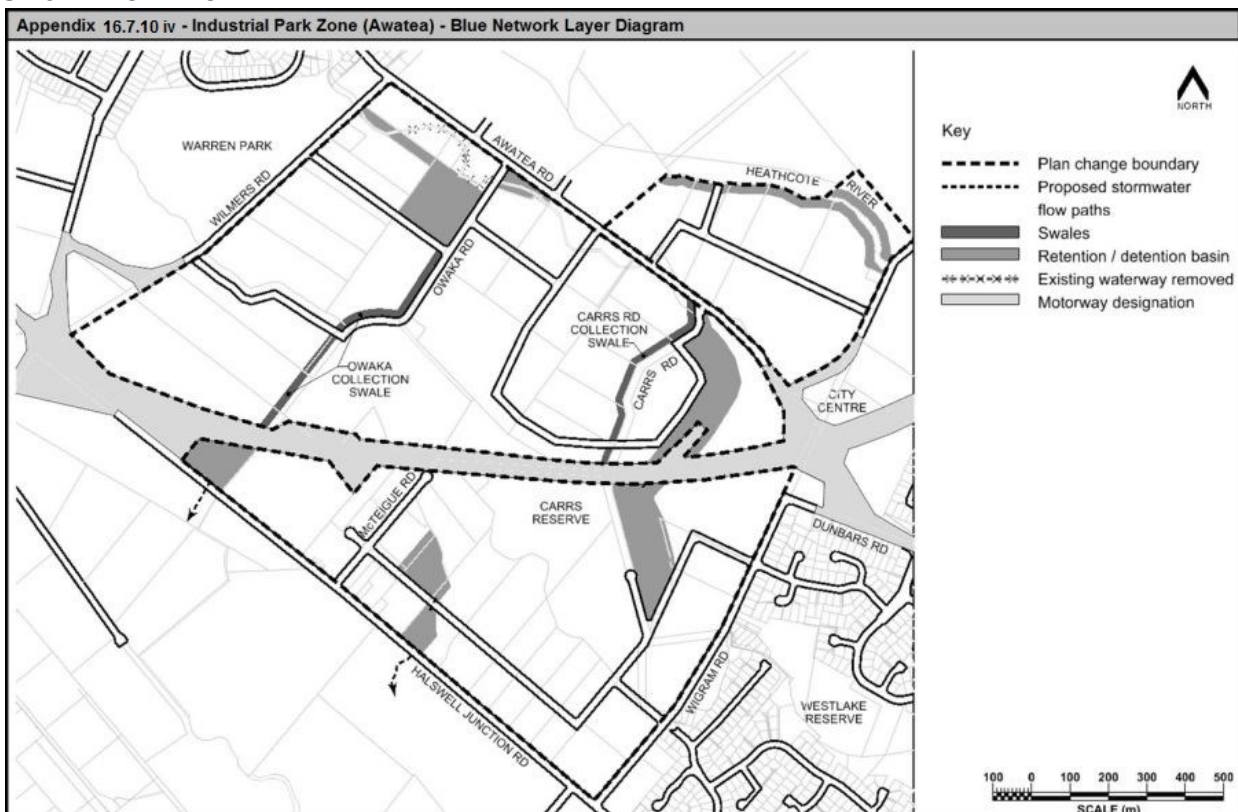 Appendix 16.7.10 iv - Industrial Park Zone (Awatea) - Blue Network Layer Diagram
NORTH
Key
Plan change boundary
Proposed stormwater
flow paths
Swales
Retention / detention basin
Existing waterway removed
Motorway designation
WARREN PARK
WILMERS RD
AWATEA RD
HEATHCOTE RIVER
OWAKA RD
OWAKA
COLLECTION
SWALE
CARRS RD
COLLECTION
SWALE
CARRS RD
CITY
CENTRE
McTEIGUE RD
CARRS
RESERVE
DUNBARS RD
HALSWELL JUNCTION RD
WIGRAM RD
WESTLAKE
RESERVE
100 0 100 200 300 400 500
SCALE (m)